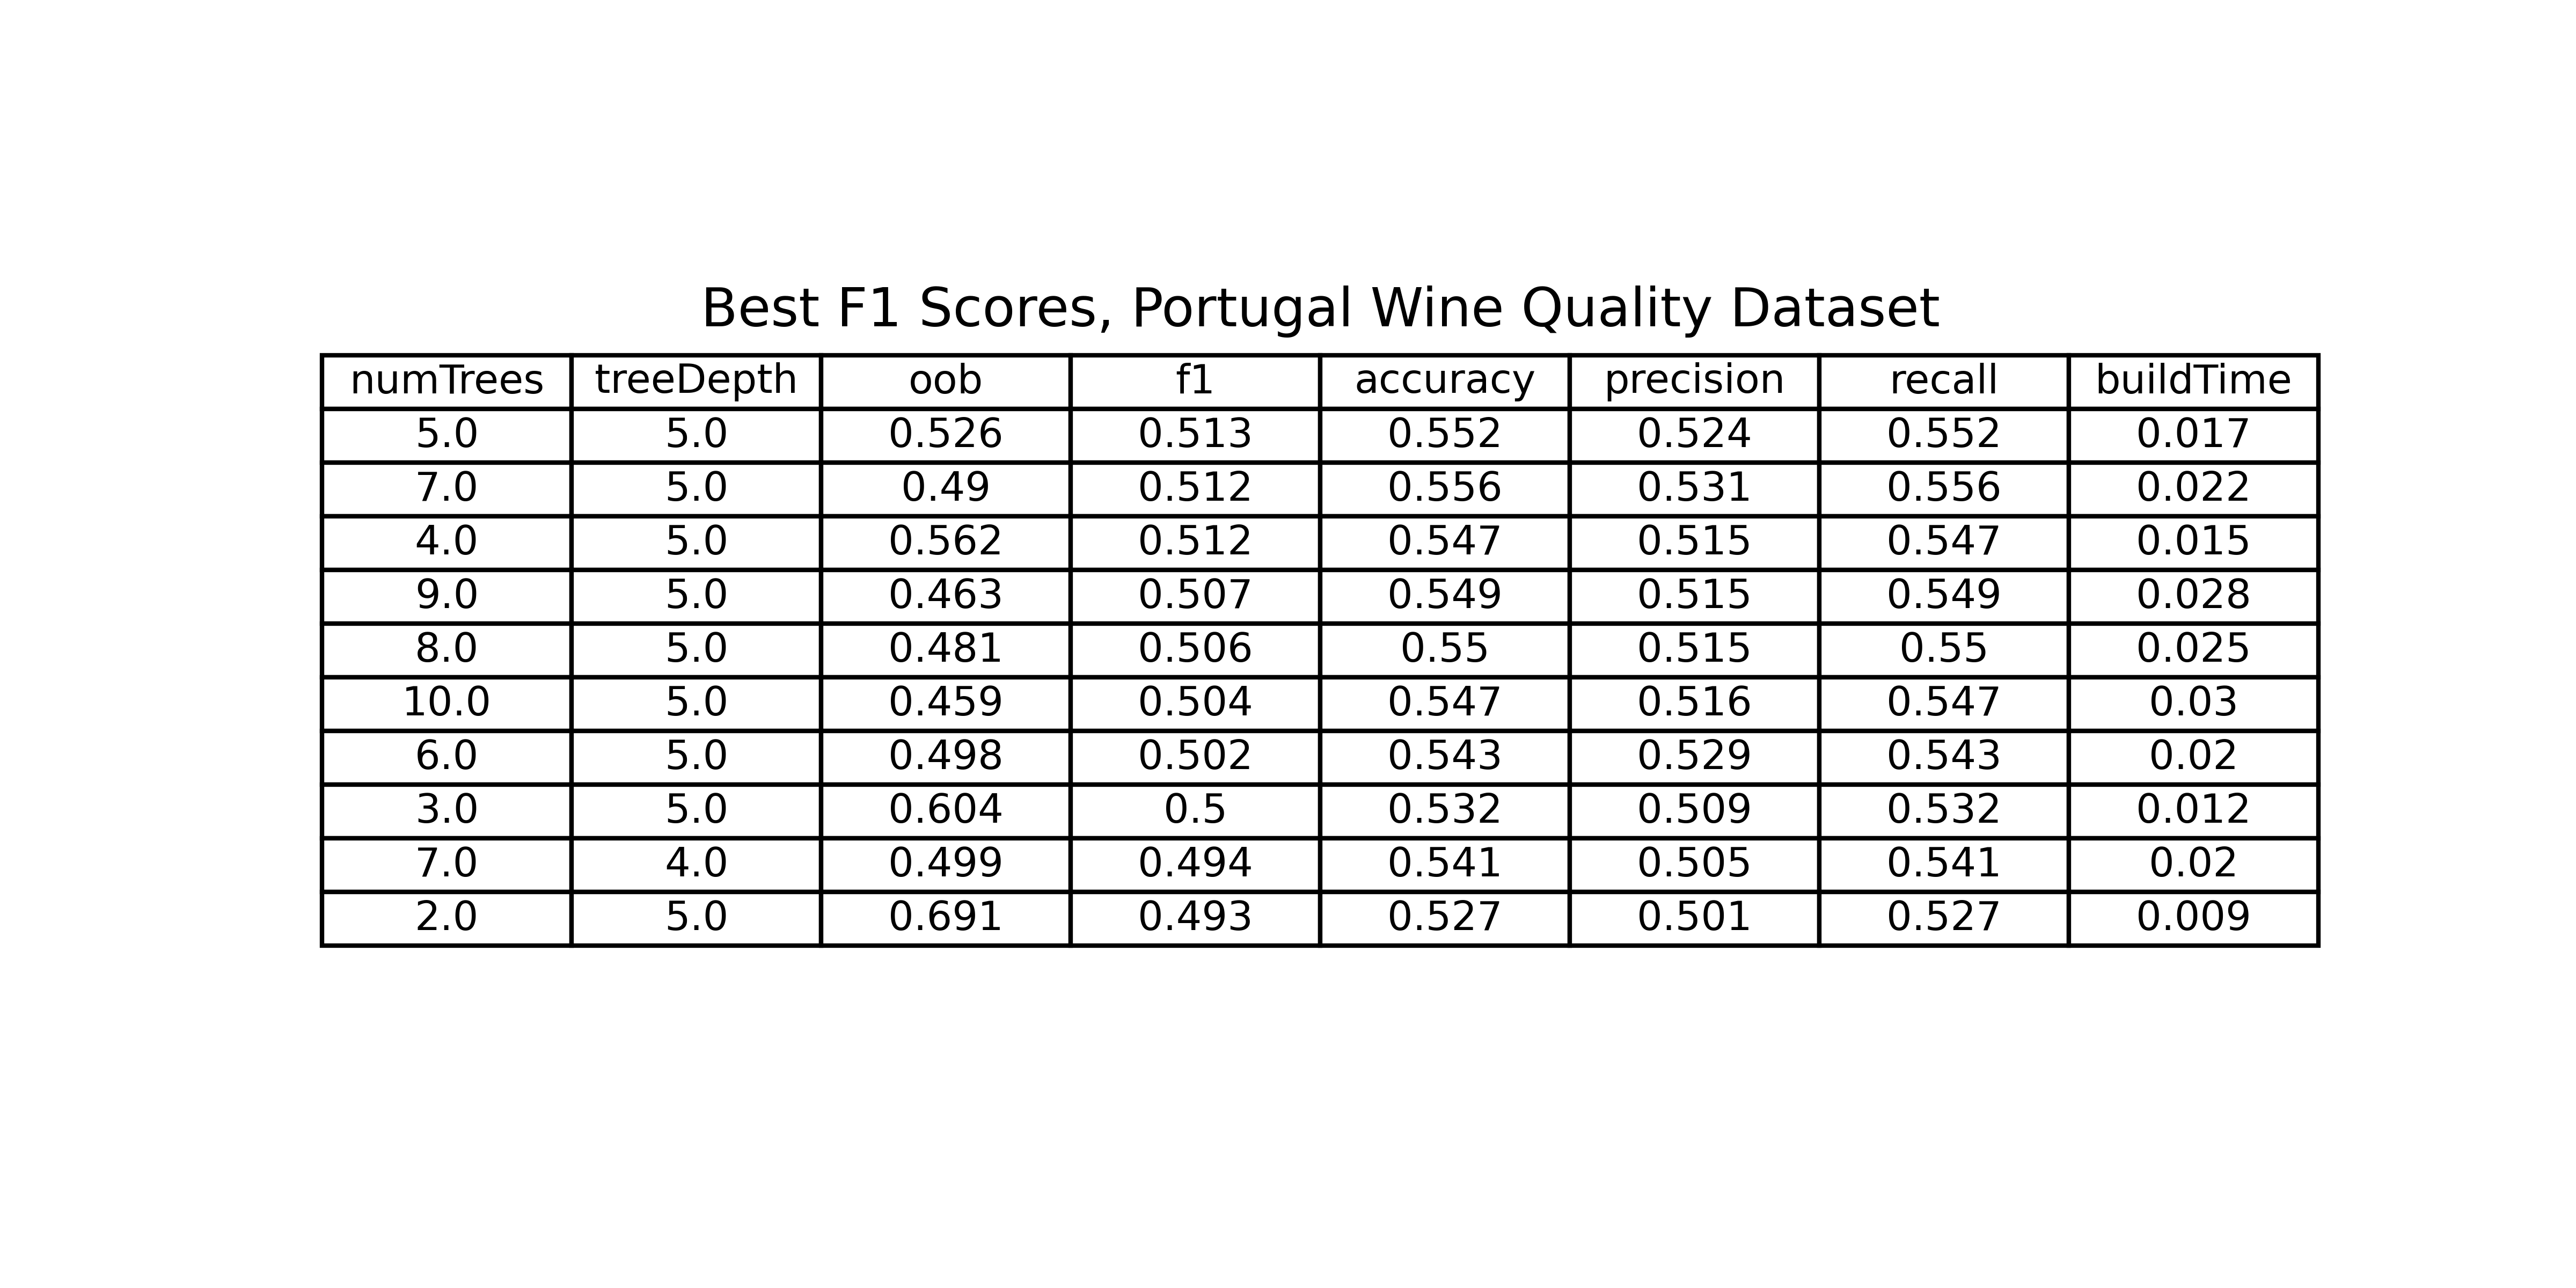 Best F1 Scores, Portugal Wine Quality Dataset
numTrees treeDepth oob f1 accuracy precision recall buildTime
5.0 5.0 0.526 0.513 0.552 0.524 0.552 0.017
7.0 5.0 0.49 0.512 0.556 0.531 0.556 0.022
4.0 5.0 0.562 0.512 0.547 0.515 0.547 0.015
9.0 5.0 0.463 0.507 0.549 0.515 0.549 0.028
8.0 5.0 0.481 0.506 0.55 0.515 0.55 0.025
10.0 5.0 0.459 0.504 0.547 0.516 0.547 0.03
6.0 5.0 0.498 0.502 0.543 0.529 0.543 0.02
3.0 5.0 0.604 0.5 0.532 0.509 0.532 0.012
7.0 4.0 0.499 0.494 0.541 0.505 0.541 0.02
2.0 5.0 0.691 0.493 0.527 0.501 0.527 0.009